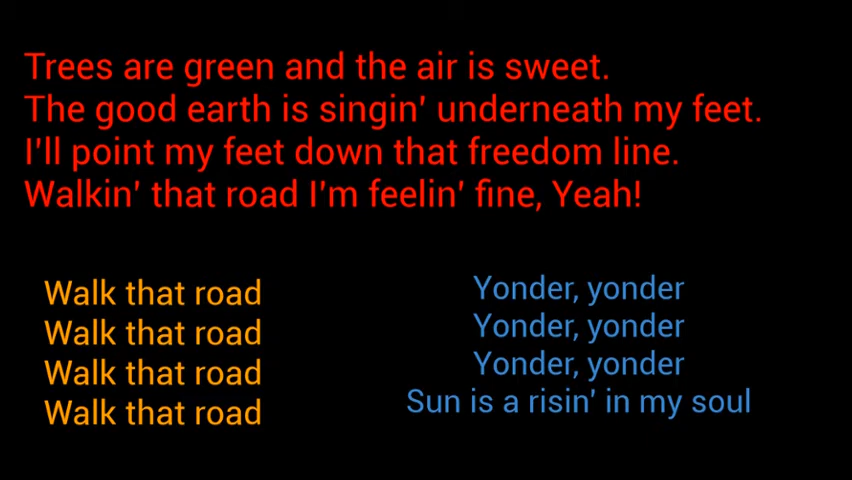 Trees are green and the air is sweet.
The good earth is singin' underneath my feet.
I'll point my feet down that freedom line.
Walkin' that road I'm feelin' fine, Yeah!
Walk that road
Walk that road
Walk that road
Walk that road
Yonder, yonder
Yonder, yonder
Yonder, yonder
Sun is a risin' in my soul